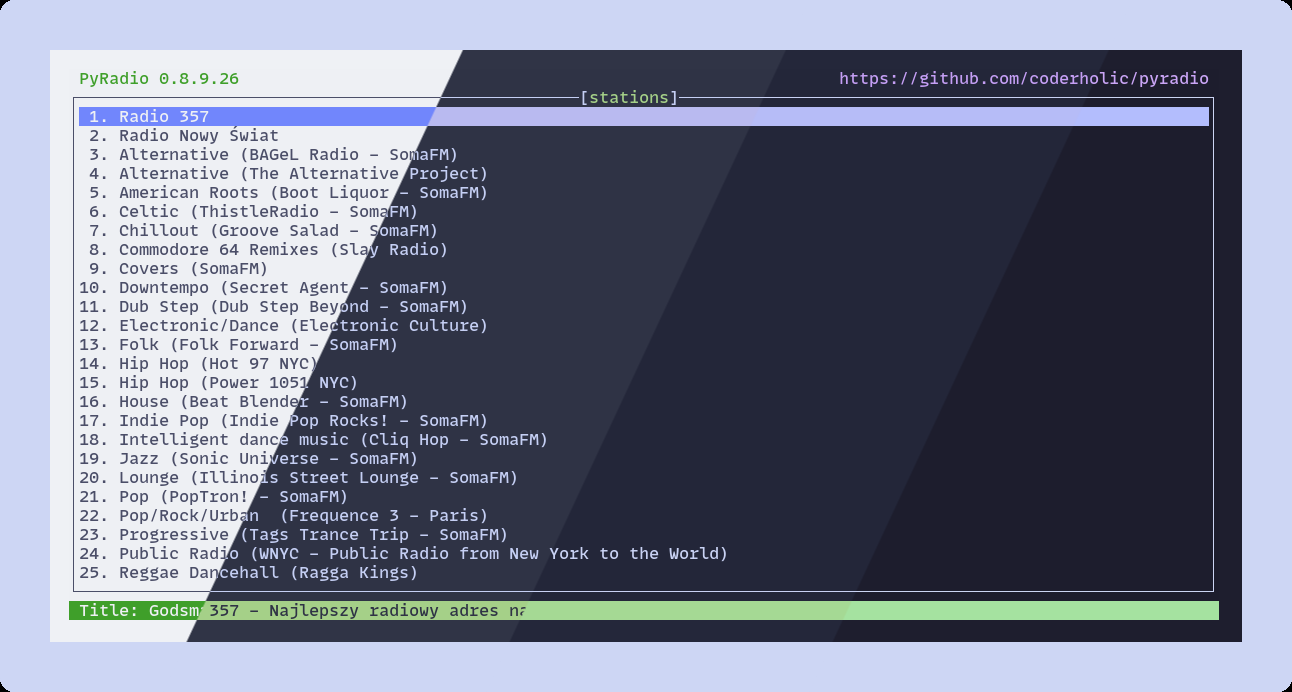 PyRadio 0.8.9.26 https://github.com/coderholic/pyradio
[stations]
1. Radio 357
2. Radio Nowy Świat
3. Alternative (BAGeL Radio - SomaFM)
4. Alternative (The Alternative Project)
5. American Roots (Boot Liquor - SomaFM)
6. Celtic (ThistleRadio - SomaFM)
7. Chillout (Groove Salad - SomaFM)
8. Commodore 64 Remixes (Slay Radio)
9. Covers (SomaFM)
10. Downtempo (Secret Agent - SomaFM)
11. Dub Step (Dub Step Beyond - SomaFM)
12. Electronic/Dance (Electronic Culture)
13. Folk (Folk Forward - SomaFM)
14. Hip Hop (Hot 97 NYC)
15. Hip Hop (Power 1051 NYC)
16. House (Beat Blender - SomaFM)
17. Indie Pop (Indie Pop Rocks! - SomaFM)
18. Intelligent dance music (Cliq Hop - SomaFM)
19. Jazz (Sonic Universe - SomaFM)
20. Lounge (Illinois Street Lounge - SomaFM)
21. Pop (PopTron! - SomaFM)
22. Pop/Rock/Urban  (Frequence 3 - Paris)
23. Progressive (Tags Trance Trip - SomaFM)
24. Public Radio (WNYC - Public Radio from New York to the World)
25. Reggae Dancehall (Ragga Kings)
Title: Godsm 357 - Najlepszy radiowy adres na